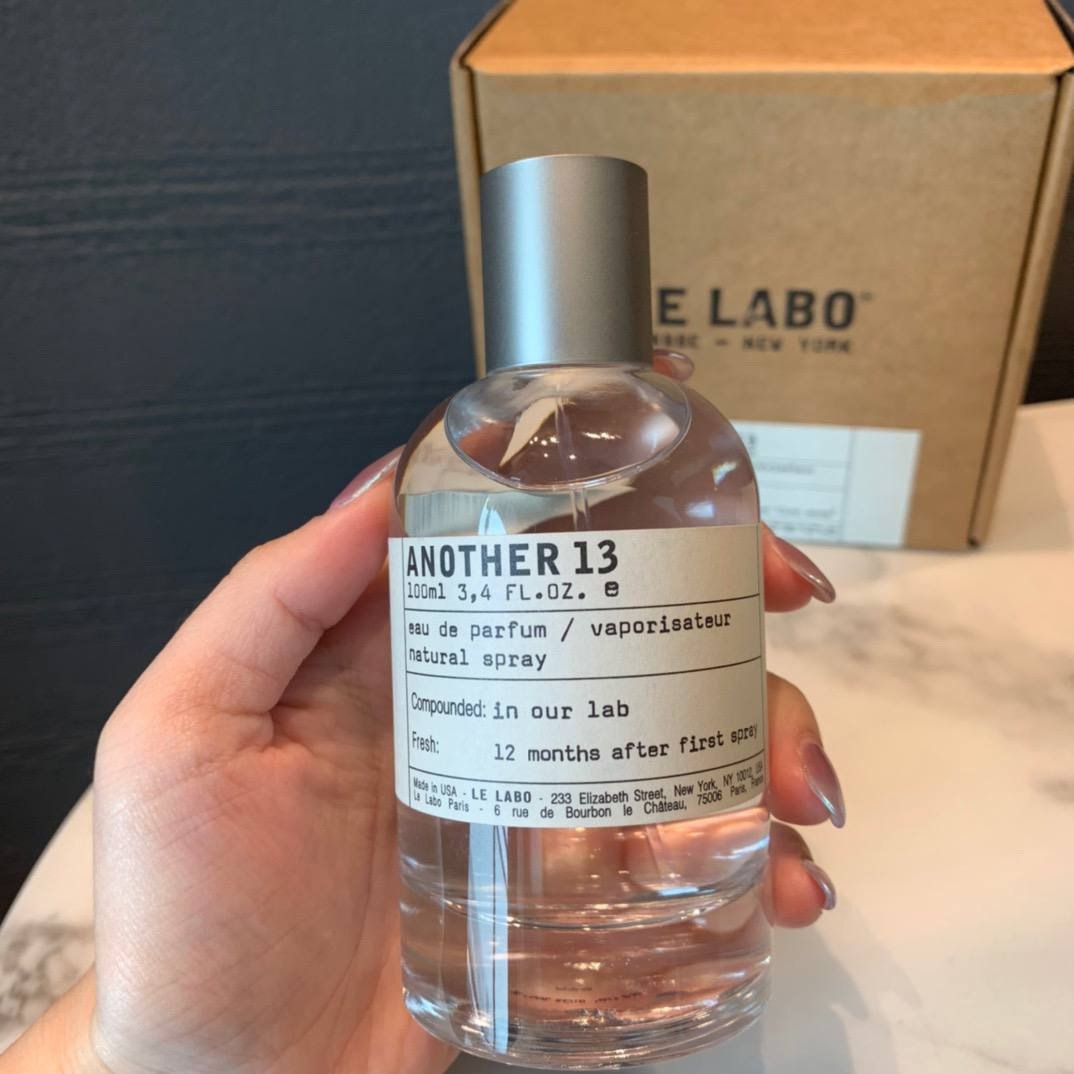 E LABO
NEW YORK
ANOTHER 13
100ml 3,4 FL.OZ. e
eau de parfum / vaporisateur
natural spray
Compounded: in our lab
Fresh: 12 months after first spray
Made in USA - LE LABO - 233 Elizabeth Street, New York, NY 10012, USA
Le Labo Paris - 6 rue de Bourbon le Château, 75006 Paris, France